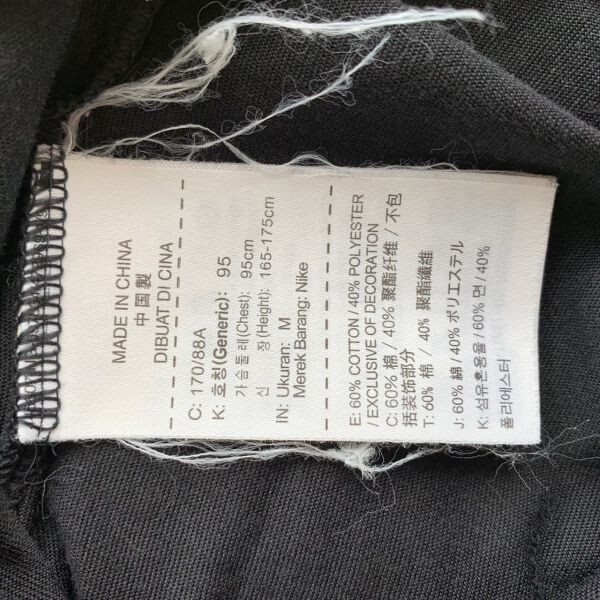 MADE IN CHINA
中国製
DIBUAT DI CINA
C: 170/88A
K: 호칭(Generic): 95
가슴둘레(Chest): 95cm
신 장(Height): 165-175cm
IN: Ukuran: M
Merek Barang: Nike
E: 60% COTTON / 40% POLYESTER
/ EXCLUSIVE OF DECORATION
C: 60% 棉 / 40% 聚酯纤维 / 不包
括装饰部分
T: 60% 棉 / 40% 聚酯纖維
J: 60% 綿 / 40% ポリエステル
K: 섬유혼용율 / 60% 면 / 40%
폴리에스터